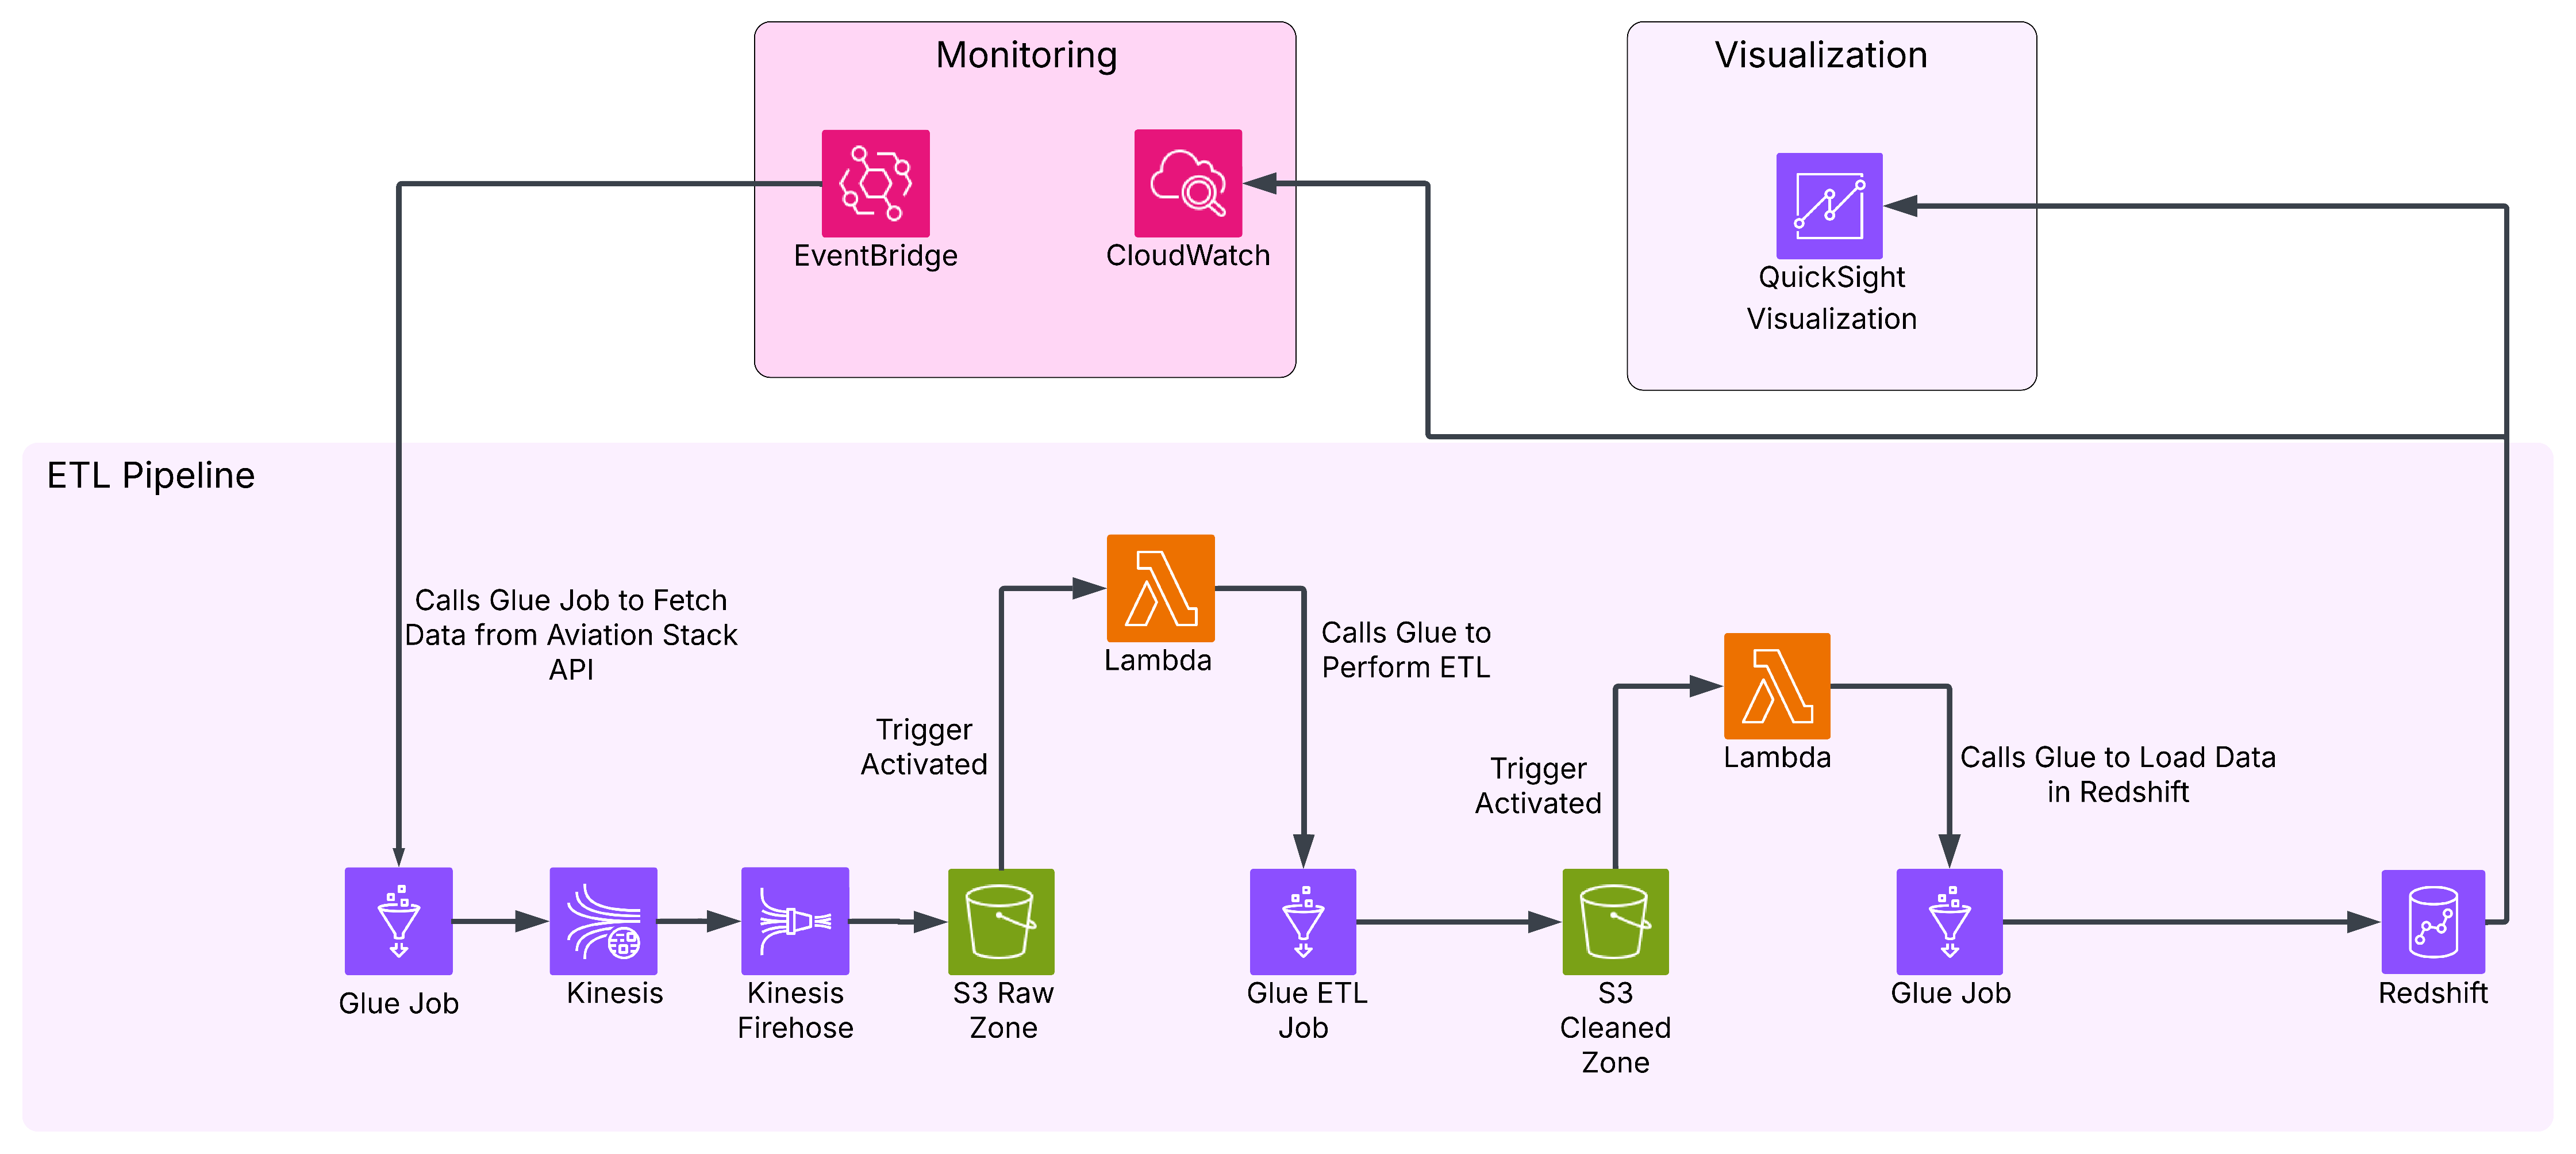 Monitoring
Visualization
EventBridge
CloudWatch
QuickSight
Visualization
ETL Pipeline
Calls Glue Job to Fetch
Data from Aviation Stack
API
Lambda
Calls Glue to
Perform ETL
Trigger
Activated
Lambda
Trigger
Activated
Calls Glue to Load Data
in Redshift
Glue Job
Kinesis
Kinesis
Firehose
S3 Raw
Zone
Glue ETL
Job
S3
Cleaned
Zone
Glue Job
Redshift